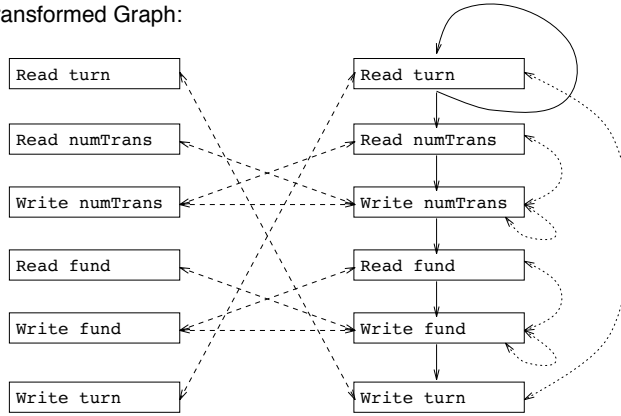 ransformed Graph:
Read turn
Read turn
Read numTrans
Read numTrans
Write numTrans
Write numTrans
Read fund
Read fund
Write fund
Write fund
Write turn
Write turn